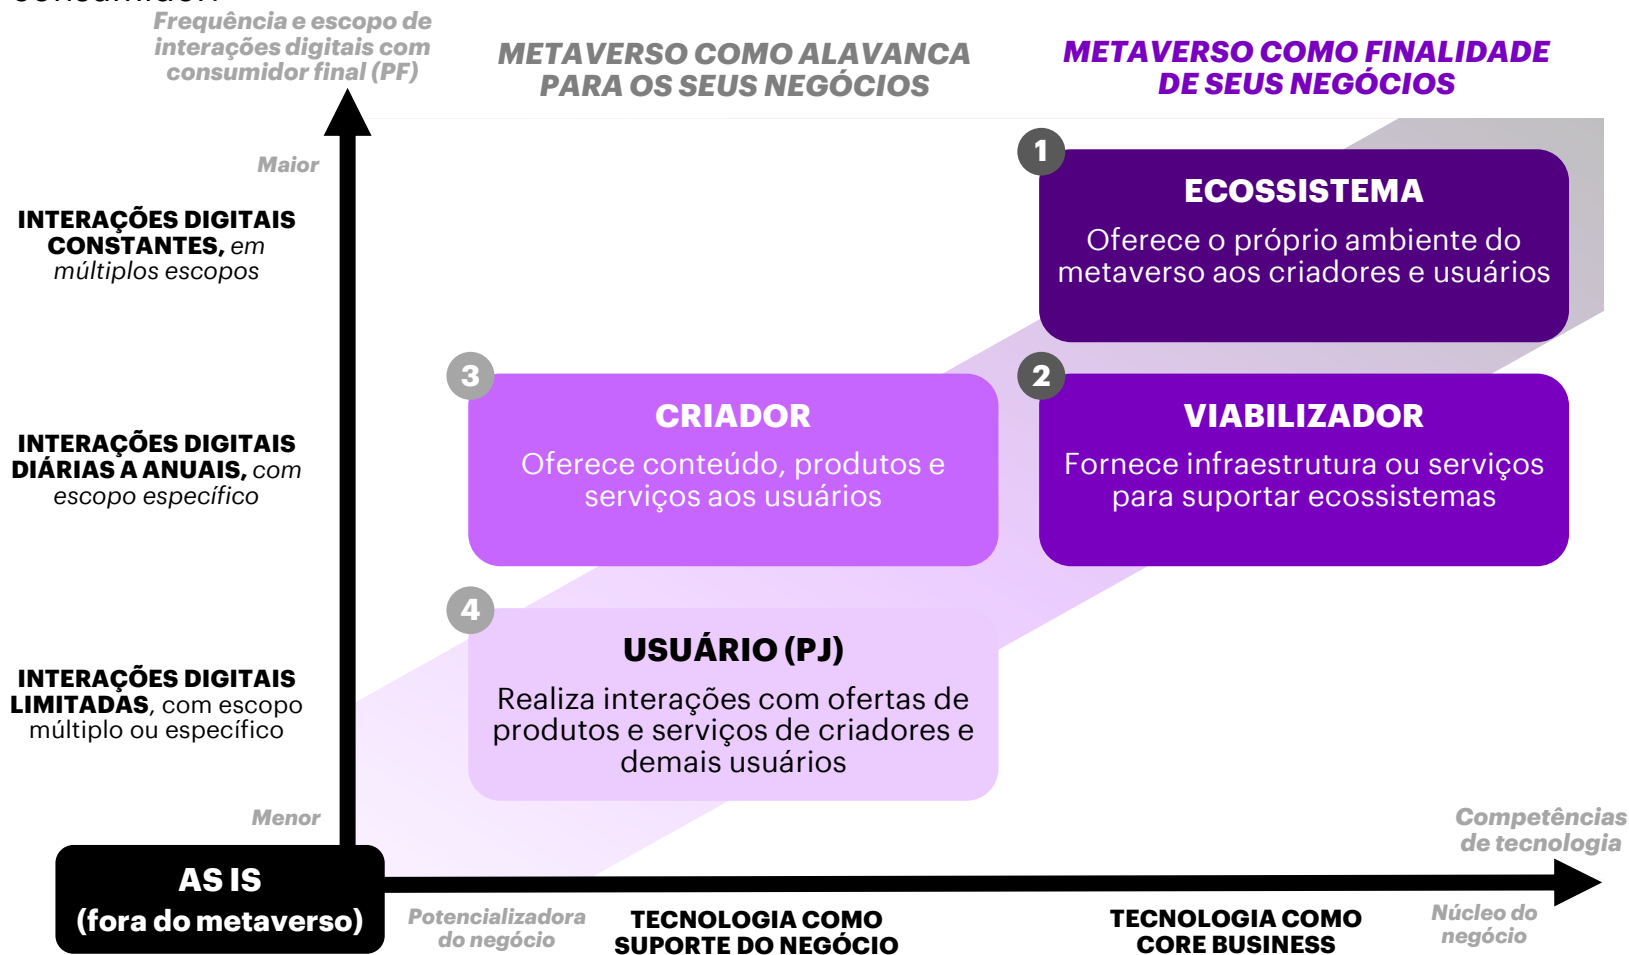 Frequência e escopo de
interações digitais com
consumidor final (PF)
METAVERSO COMO ALAVANCA
PARA OS SEUS NEGÓCIOS
METAVERSO COMO FINALIDADE
DE SEUS NEGÓCIOS
Maior
INTERAÇÕES DIGITAIS
CONSTANTES, em
múltiplos escopos
1
ECOSSISTEMA
Oferece o próprio ambiente do
metaverso aos criadores e usuários
INTERAÇÕES DIGITAIS
DIÁRIAS A ANUAIS, com
escopo específico
3
CRIADOR
Oferece conteúdo, produtos e
serviços aos usuários
2
VIABILIZADOR
Fornece infraestrutura ou serviços
para suportar ecossistemas
INTERAÇÕES DIGITAIS
LIMITADAS, com escopo
múltiplo ou específico
4
USUÁRIO (PJ)
Realiza interações com ofertas de
produtos e serviços de criadores e
demais usuários
Menor
Competências
de tecnologia
AS IS
(fora do metaverso)
Potencializadora
do negócio
TECNOLOGIA COMO
SUPORTE DO NEGÓCIO
TECNOLOGIA COMO
CORE BUSINESS
Núcleo do
negócio